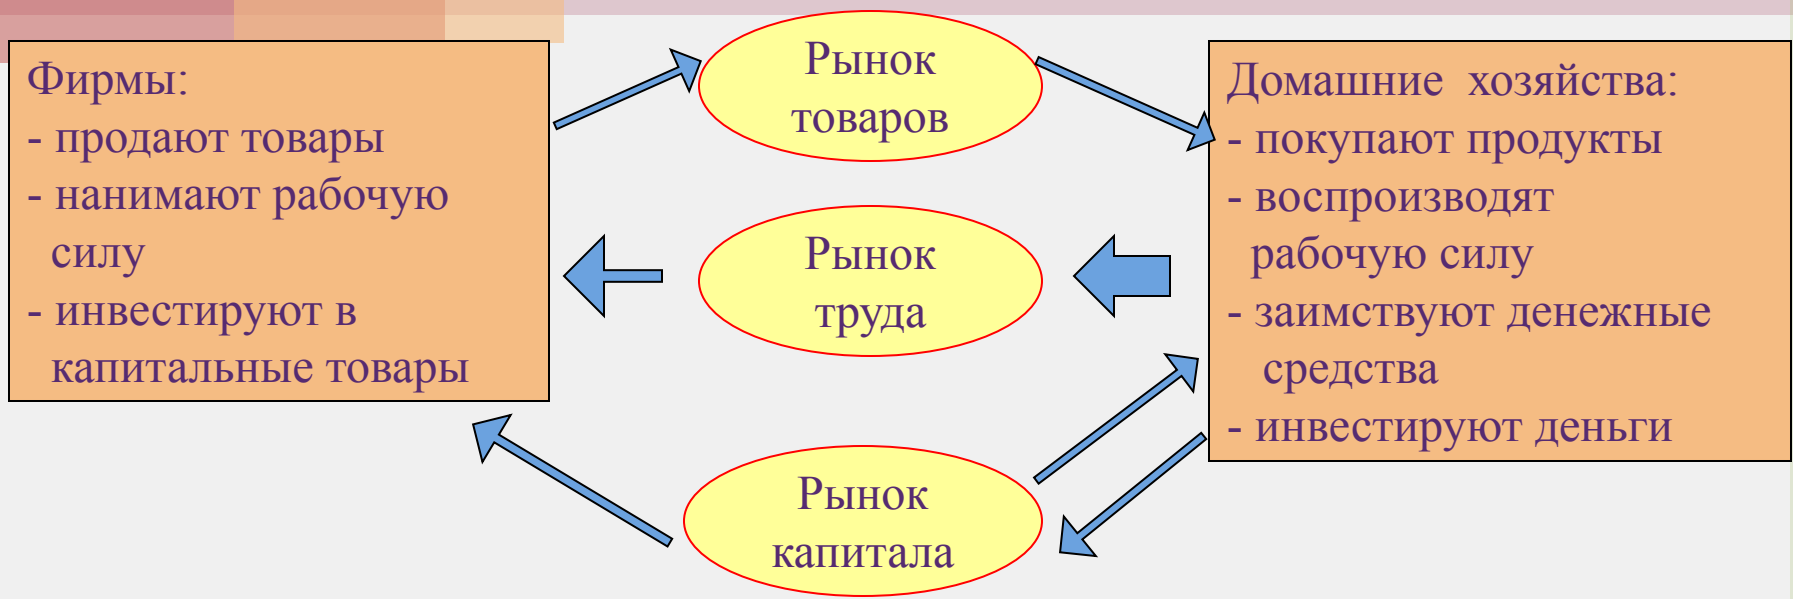 Фирмы:
- продают товары
- нанимают рабочую
силу
- инвестируют в
капитальные товары
Рынок
товаров
Рынок
труда
Рынок
капитала
Домашние хозяйства:
- покупают продукты
- воспроизводят
рабочую силу
- заимствуют денежные
средства
- инвестируют деньги